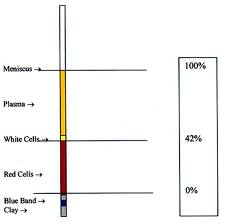 Meniscus →
100%
Plasma →
White Cells→
42%
Red Cells →
0%
Blue Band→
Clay →